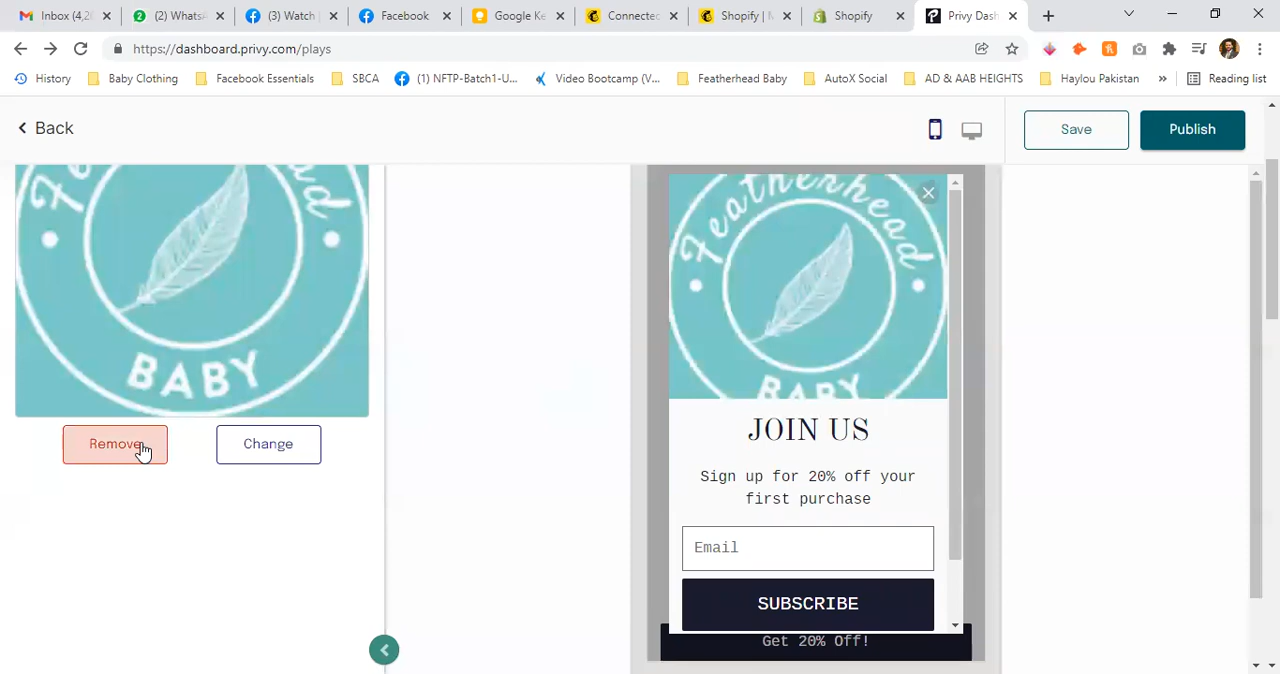 Inbox (4,2
(2) Whats
(3) Watch
Facebook
Google Ke
Connected
Shopify | M
Shopify
Privy Dash
https://dashboard.privy.com/plays
History
Baby Clothing
Facebook Essentials
SBCA
(1) NFTP-Batch1-U...
Video Bootcamp (V...
Featherhead Baby
AutoX Social
AD & AAB HEIGHTS
Haylou Pakistan
»
Reading list
Back
Save
Publish
BABY
Remove
Change
Featherhead
BABY
JOIN US
Sign up for 20% off your
first purchase
Email
SUBSCRIBE
Get 20% Off!